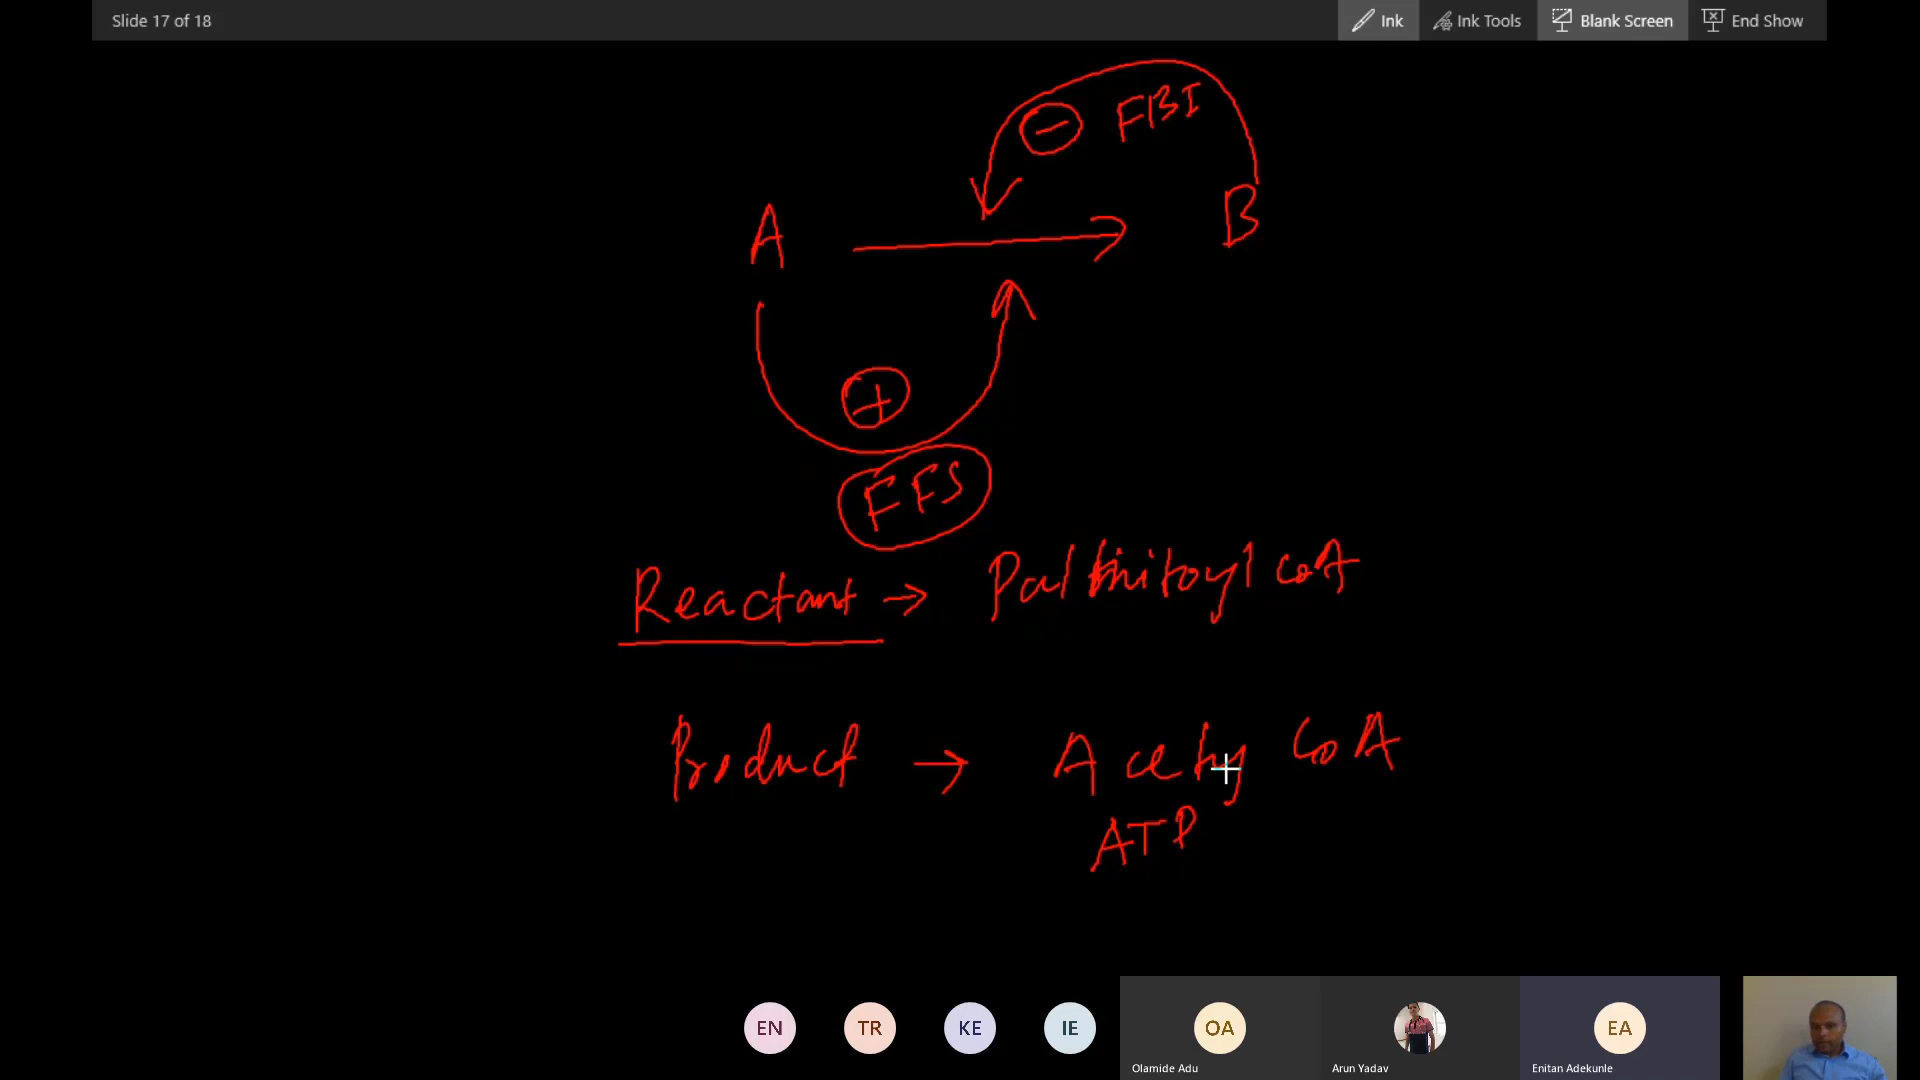 Slide 17 of 18
Ink
Ink Tools
Blank Screen
End Show
− FBI
A → B
+
FFS
Reactant → Palmitoyl CoA
Product → Acety CoA
ATP
EN
TR
KE
IE
OA
EA
Olamide Adu
Arun Yadav
Enitan Adekunle